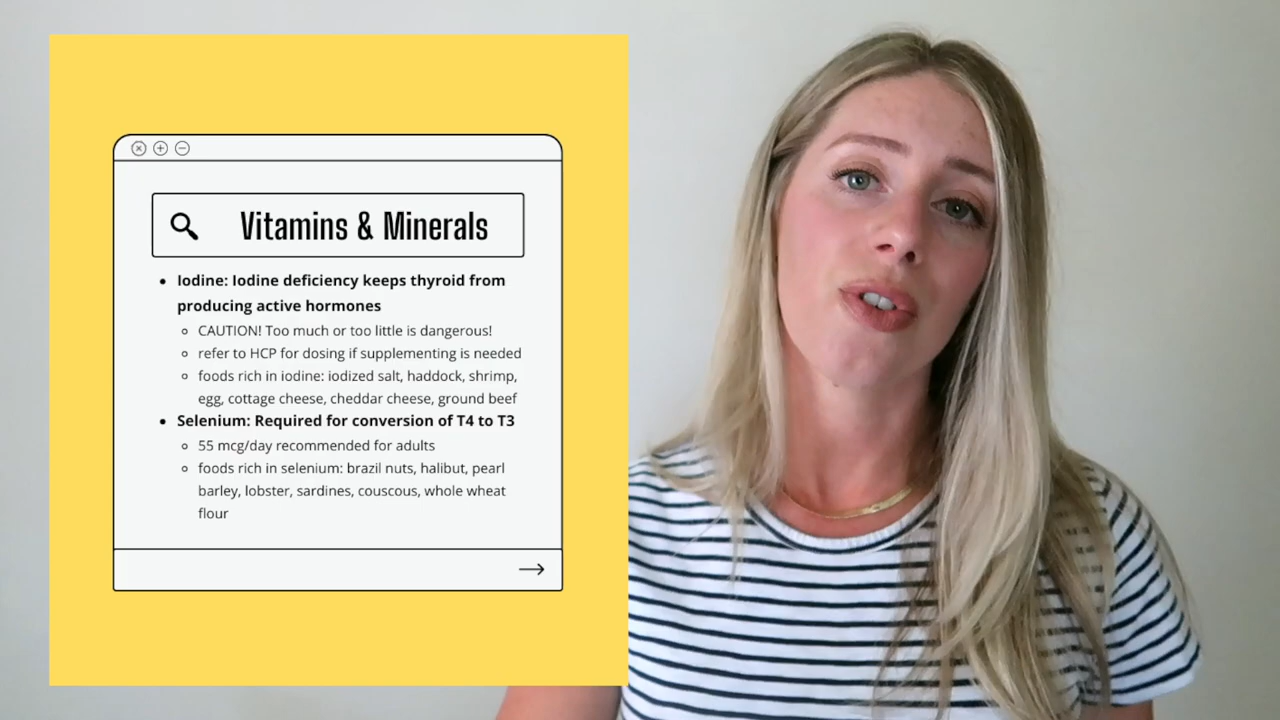 Vitamins & Minerals
• Iodine: Iodine deficiency keeps thyroid from
producing active hormones
◦ CAUTION! Too much or too little is dangerous!
◦ refer to HCP for dosing if supplementing is needed
◦ foods rich in iodine: iodized salt, haddock, shrimp,
egg, cottage cheese, cheddar cheese, ground beef
• Selenium: Required for conversion of T4 to T3
◦ 55 mcg/day recommended for adults
◦ foods rich in selenium: brazil nuts, halibut, pearl
barley, lobster, sardines, couscous, whole wheat
flour